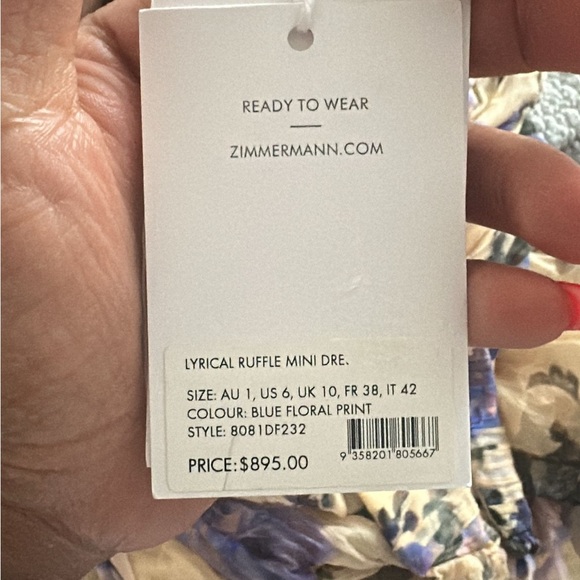 READY TO WEAR
ZIMMERMANN.COM
LYRICAL RUFFLE MINI DRE.
SIZE: AU 1, US 6, UK 10, FR 38, IT 42
COLOUR: BLUE FLORAL PRINT
STYLE: 8081DF232
PRICE:$895.00
9 358201 805667